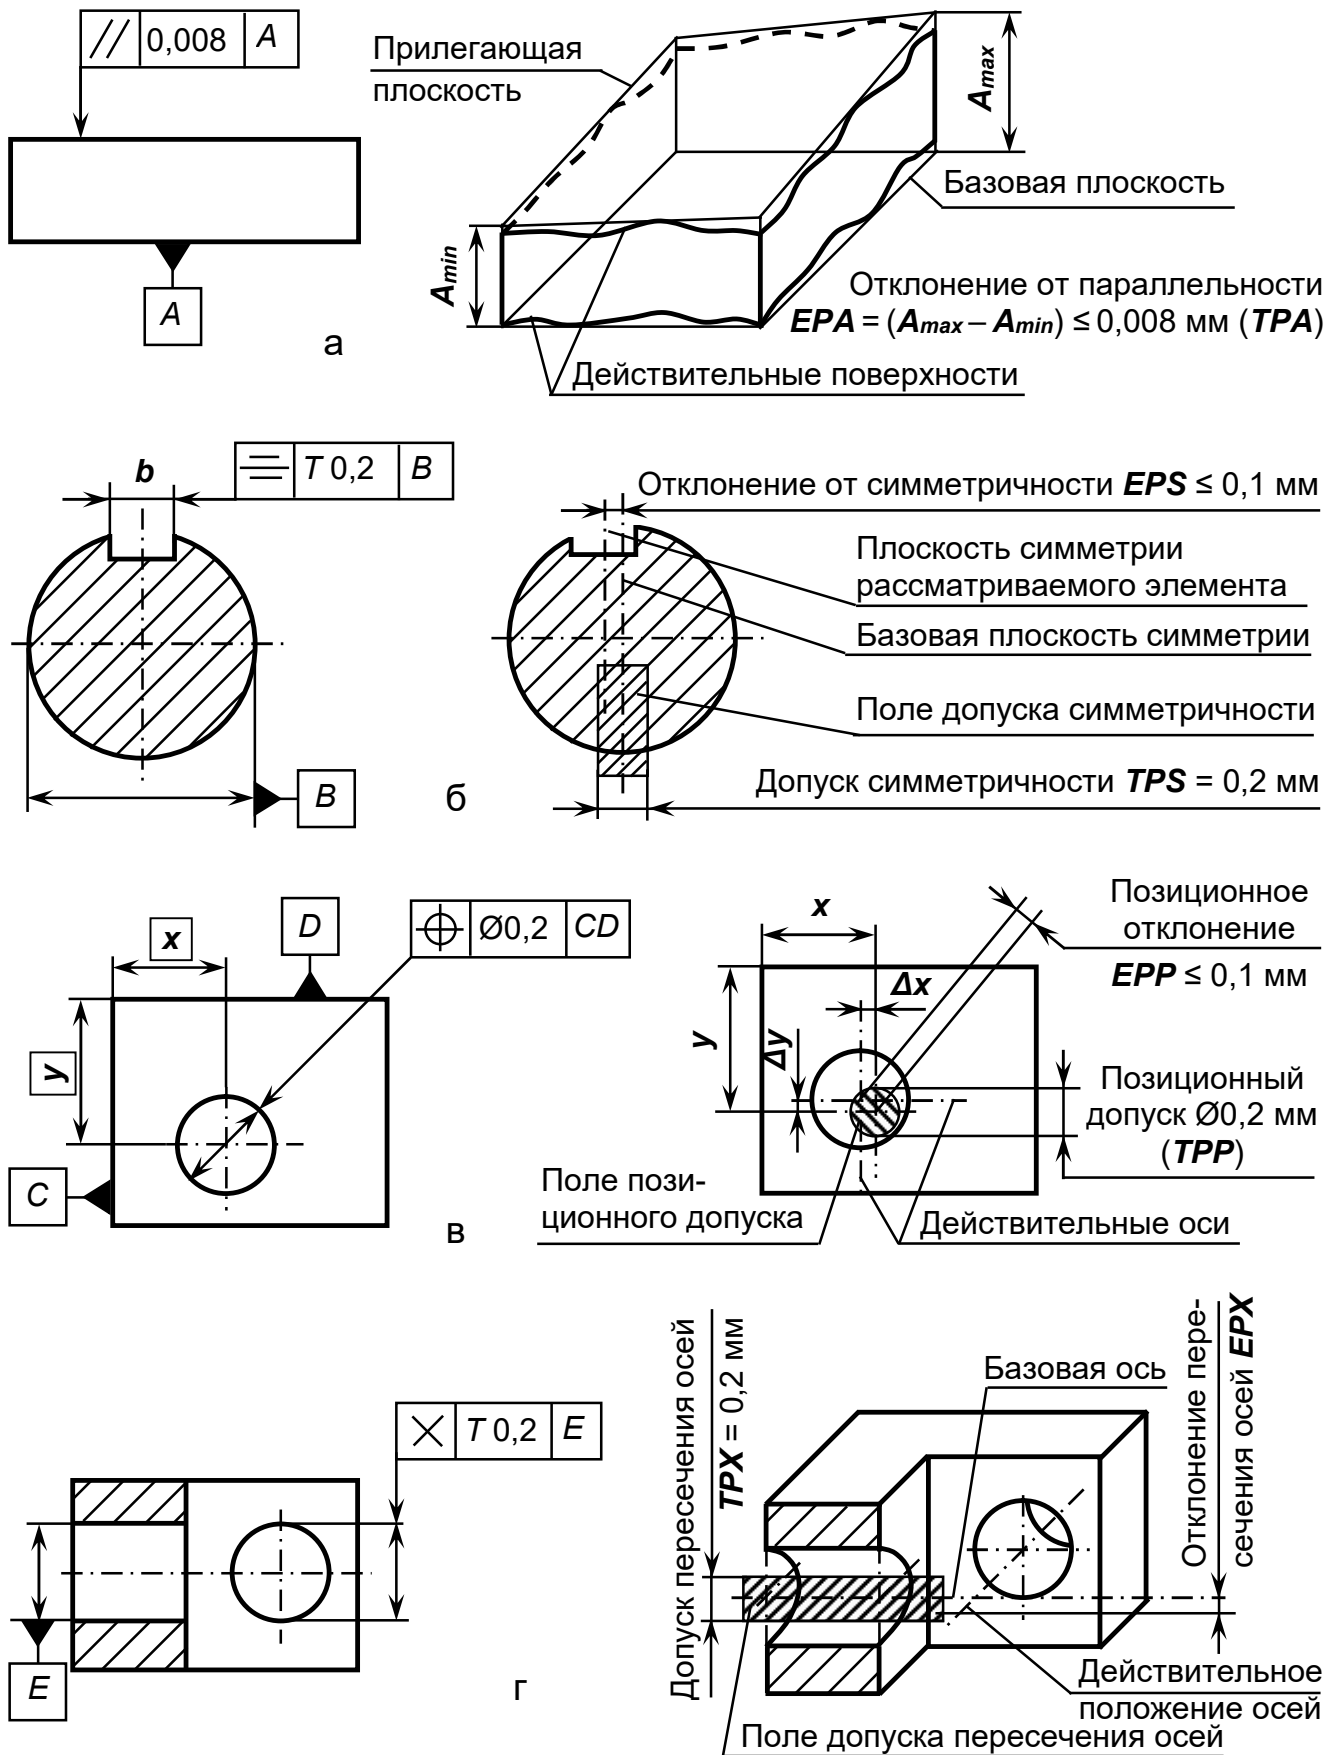 // 0,008 A
Прилегающая
плоскость
Amax
Базовая плоскость
Amin
A
а
Отклонение от параллельности
EPA = (Amax – Amin) ≤ 0,008 мм (TPA)
Действительные поверхности
b
T 0,2 B
Отклонение от симметричности EPS ≤ 0,1 мм
Плоскость симметрии
рассматриваемого элемента
Базовая плоскость симметрии
Поле допуска симметричности
B
б
Допуск симметричности TPS = 0,2 мм
x
D
Ø0,2 CD
y
C
в
x
Δx
y
Δy
Позиционное
отклонение
EPP ≤ 0,1 мм
Позиционный
допуск Ø0,2 мм
(TPP)
Поле пози-
ционного допуска
Действительные оси
T 0,2 E
E
г
Допуск пересечения осей
TPX = 0,2 мм
Базовая ось
Отклонение пере-
сечения осей EPX
Действительное
положение осей
Поле допуска пересечения осей